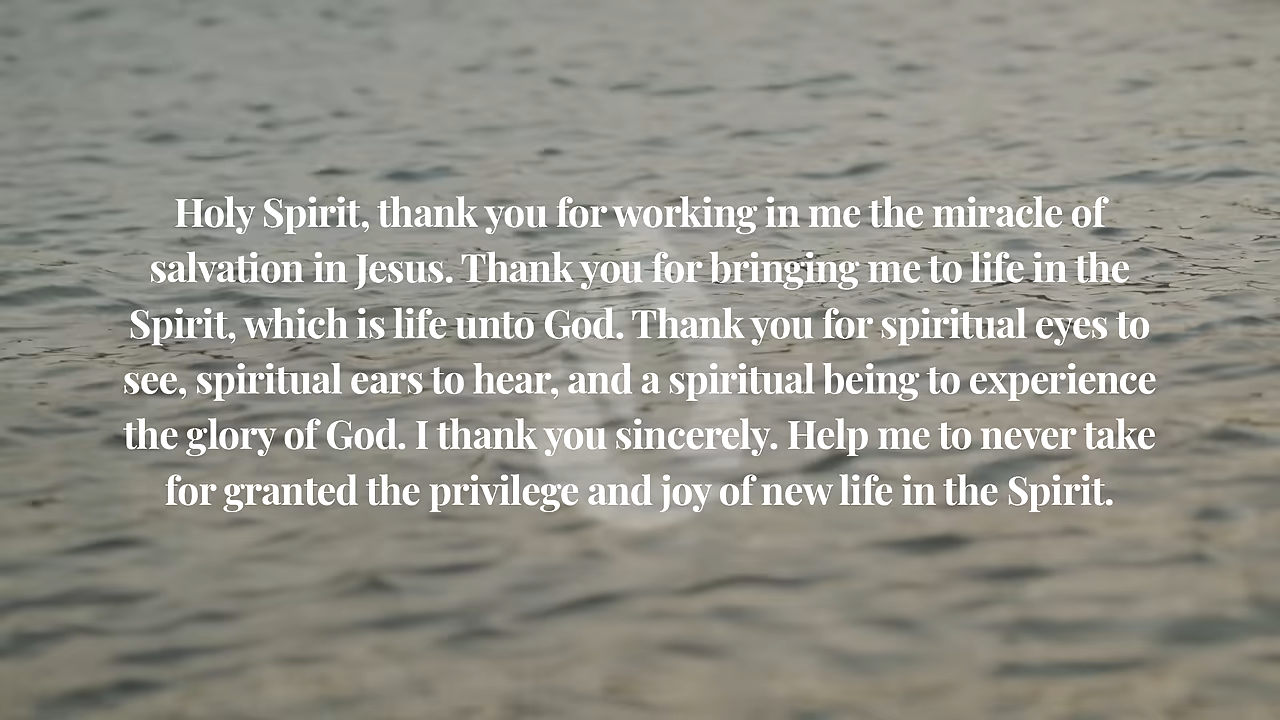 Holy Spirit, thank you for working in me the miracle of
salvation in Jesus. Thank you for bringing me to life in the
Spirit, which is life unto God. Thank you for spiritual eyes to
see, spiritual ears to hear, and a spiritual being to experience
the glory of God. I thank you sincerely. Help me to never take
for granted the privilege and joy of new life in the Spirit.